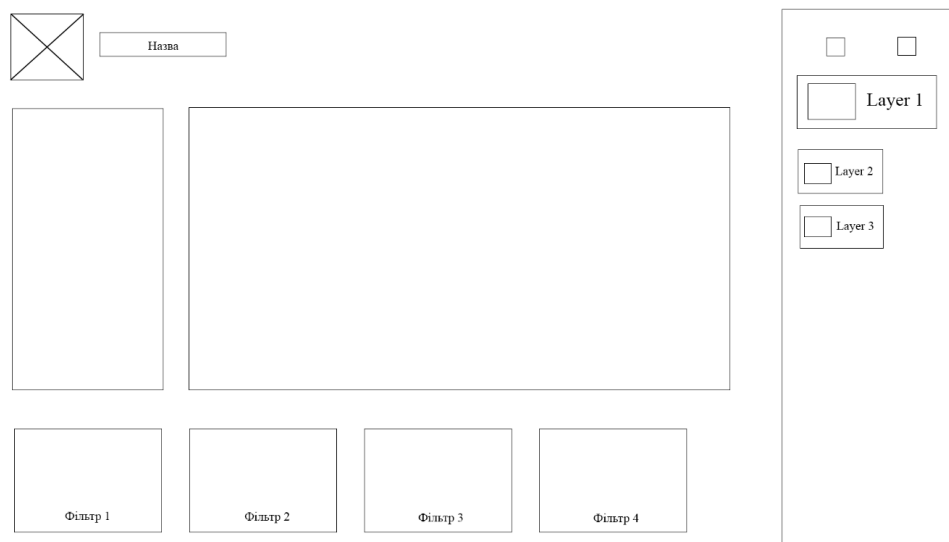 Назва
Layer 1
Layer 2
Layer 3
Фільтр 1
Фільтр 2
Фільтр 3
Фільтр 4